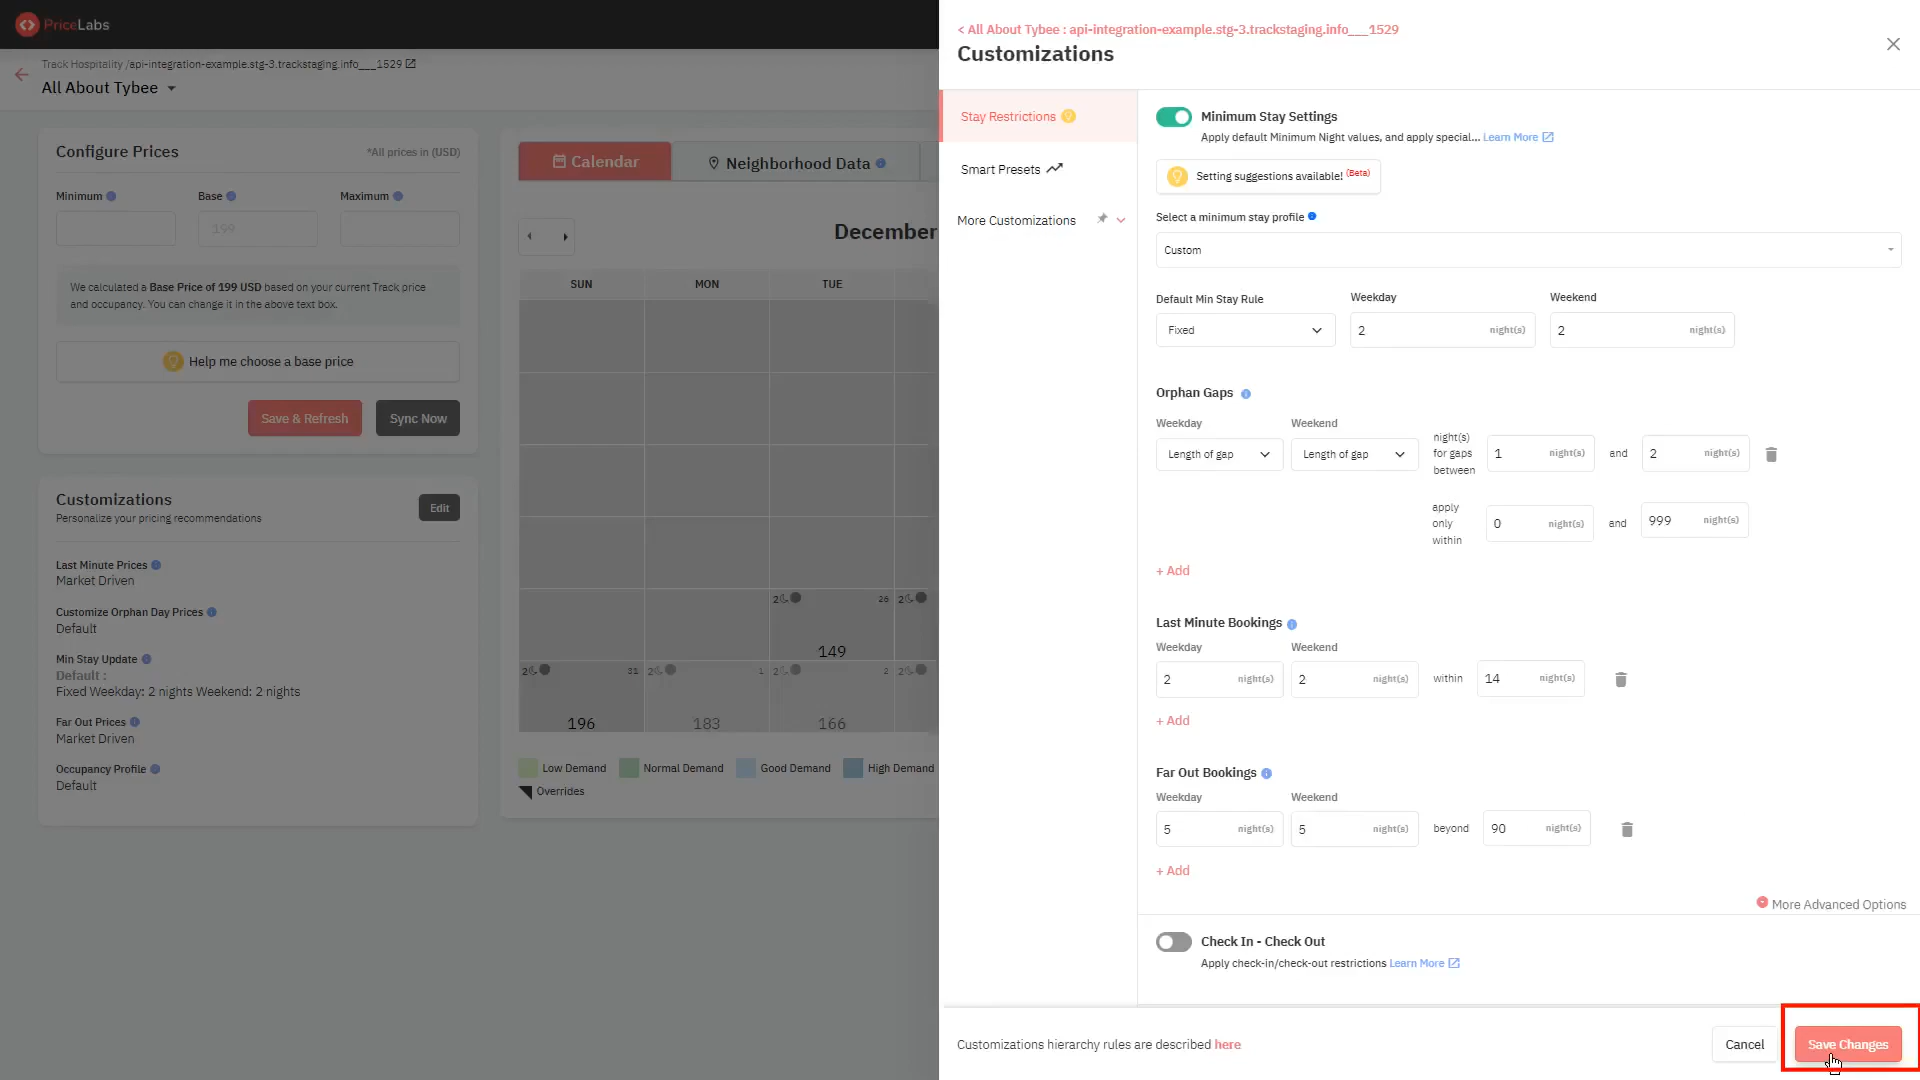 PriceLabs
Track Hospitality /api-integration-example.stg-3.trackstaging.info___1529
All About Tybee
Configure Prices
*All prices in (USD)
Minimum
Base
Maximum
199
We calculated a Base Price of 199 USD based on your current Track price
and occupancy. You can change it in the above text box.
Help me choose a base price
Save & Refresh
Sync Now
Customizations
Edit
Personalize your pricing recommendations
Last Minute Prices
Market Driven
Customize Orphan Day Prices
Default
Min Stay Update
Default :
Fixed Weekday: 2 nights Weekend: 2 nights
Far Out Prices
Market Driven
Occupancy Profile
Default
Calendar
Neighborhood Data
December
SUN MON TUE
2 26 2
149
2 31 2 1 2 2 2
196 183 166
Low Demand Normal Demand Good Demand High Demand
Overrides
< All About Tybee : api-integration-example.stg-3.trackstaging.info___1529
Customizations
Stay Restrictions
Smart Presets
More Customizations
Minimum Stay Settings
Apply default Minimum Night values, and apply special... Learn More
Setting suggestions available! (Beta)
Select a minimum stay profile
Custom
Default Min Stay Rule Weekday Weekend
Fixed 2 night(s) 2 night(s)
Orphan Gaps
Weekday Weekend
Length of gap Length of gap
night(s)
for gaps
between
1 night(s) and 2 night(s)
apply
only
within
0 night(s) and 999 night(s)
+ Add
Last Minute Bookings
Weekday Weekend
2 night(s) 2 night(s) within 14 night(s)
+ Add
Far Out Bookings
Weekday Weekend
5 night(s) 5 night(s) beyond 90 night(s)
+ Add
More Advanced Options
Check In - Check Out
Apply check-in/check-out restrictions Learn More
Customizations hierarchy rules are described here
Cancel
Save Changes